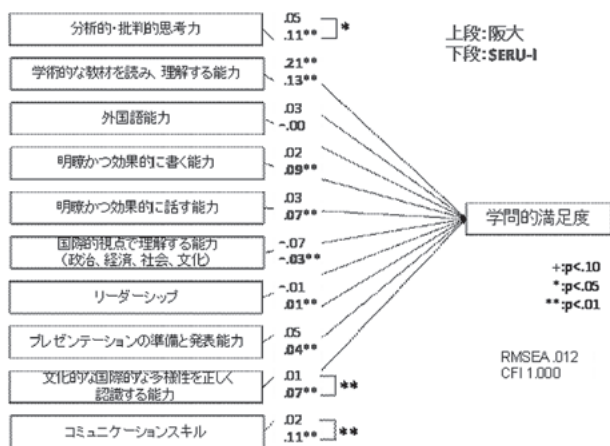 分析的・批判的思考力
.05
.11**
*
上段:阪大
下段:SERU-I
学術的な教材を読み、理解する能力
.21**
.13**
外国語能力
.03
-.00
明瞭かつ効果的に書く能力
.02
.09**
明瞭かつ効果的に話す能力
.03
.07**
学問的満足度
国際的視点で理解する能力
(政治、経済、社会、文化)
-.07
-.03**
+:p<.10
*:p<.05
**:p<.01
リーダーシップ
-.01
.01**
プレゼンテーションの準備と発表能力
.05
.04**
RMSEA .012
CFI 1.000
文化的な国際的な多様性を正しく
認識する能力
.01
.07**
**
コミュニケーションスキル
.02
.11**
**